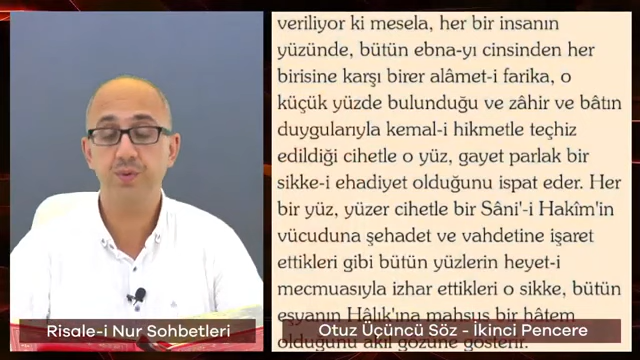 veriliyor ki mesela, her bir insanın
yüzünde, bütün ebna-yı cinsinden her
birisine karşı birer alâmet-i farika, o
küçük yüzde bulunduğu ve zâhir ve bâtın
duygularıyla kemal-i hikmetle teçhiz
edildiği cihetle o yüz, gayet parlak bir
sikke-i ehadiyet olduğunu ispat eder. Her
bir yüz, yüzer cihetle bir Sâni'-i Hakîm'in
vücuduna şehadet ve vahdetine işaret
ettikleri gibi bütün yüzlerin heyet-i
mecmuasıyla izhar ettikleri o sikke, bütün
eşyanın Hâlık'ına mahsus bir hâtem
olduğunu akıl gözüne gösterir.
Risale-i Nur Sohbetleri
Otuz Üçüncü Söz - İkinci Pencere